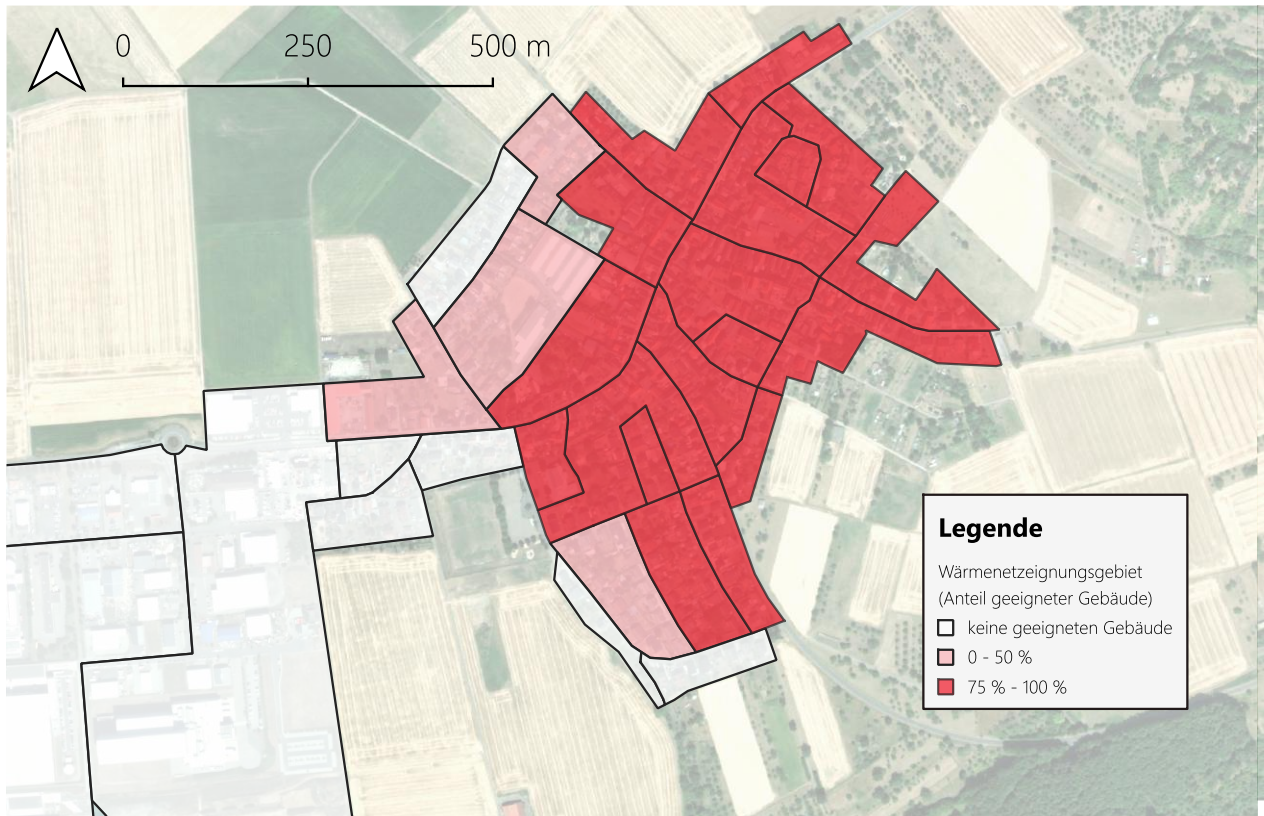 0 250 500 m
Legende
Wärmenetzeignungsgebiet
(Anteil geeigneter Gebäude)
keine geeigneten Gebäude
0 - 50 %
75 % - 100 %